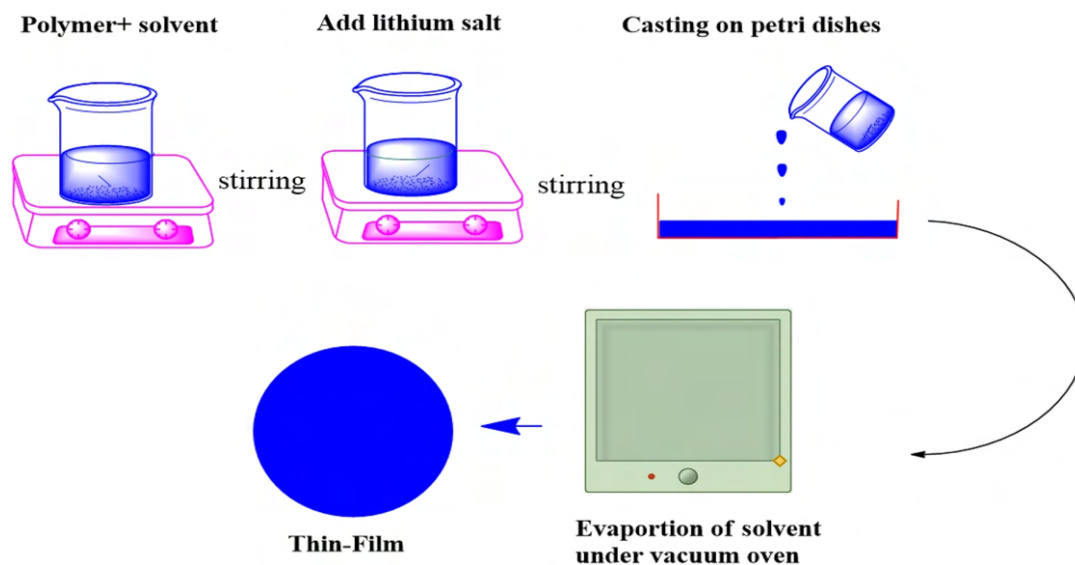 Polymer+ solvent
Add lithium salt
Casting on petri dishes
stirring
stirring
Thin-Film
Evaportion of solvent
under vacuum oven